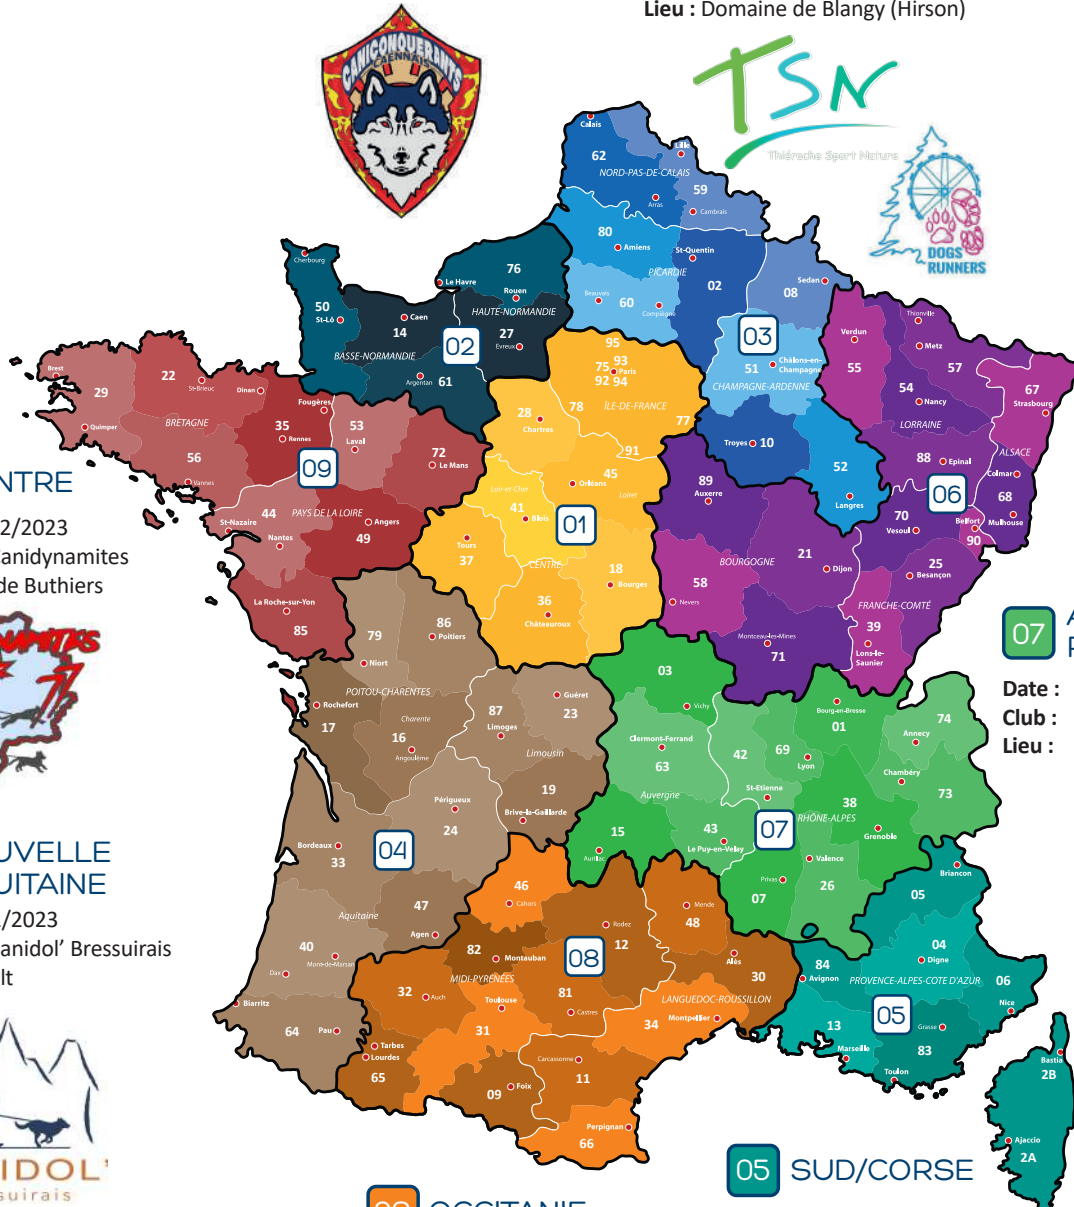 Lieu : Domaine de Blangy (Hirson)
CANICONQUERANTS
CAENNAIS
TSN
Thiérache Sport Nature
DOGS
RUNNERS
Calais
Lille
62
NORD-PAS-DE-CALAIS
59
Arras
Cambrais
80
Amiens
St-Quentin
PICARDIE
02
Beauvais
60
Compiègne
Sedan
08
03
51
Châlons-en-
Champagne
CHAMPAGNE-ARDENNE
Troyes
10
52
Langres
Cherbourg
50
St-Lô
76
Le Havre
Rouen
HAUTE-NORMANDIE
Caen
14
27
Evreux
BASSE-NORMANDIE
02
Argentan
61
95
75
93
Paris
92
94
78
ÎLE-DE-FRANCE
77
91
28
Chartres
45
Orléans
Loiret
Loir-et-Cher
41
Blois
01
Tours
37
CENTRE
18
Bourges
36
Châteauroux
Brest
29
22
St-Brieuc
Dinan
Quimper
BRETAGNE
35
Rennes
56
Vannes
Fougères
53
Laval
72
Le Mans
09
44
St-Nazaire
PAYS DE LA LOIRE
Nantes
Angers
49
La Roche-sur-Yon
85
Verdun
55
Thionville
Metz
57
54
Nancy
LORRAINE
67
Strasbourg
88
Epinal
ALSACE
Colmar
68
Mulhouse
06
70
Vesoul
Belfort
90
25
Besançon
FRANCHE-COMTÉ
39
Lons-le-
Saunier
89
Auxerre
21
Dijon
BOURGOGNE
58
Nevers
Montceau-les-Mines
71
NTRE
2/2023
Canidynamites
de Buthiers
77
07
Date :
Club :
Lieu :
79
86
Poitiers
Niort
POITOU-CHARENTES
Rochefort
17
Charente
16
Angoulème
87
Limoges
Guéret
23
Limousin
19
Brive-la-Gaillarde
Périgueux
24
Bordeaux
33
04
47
Aquitaine
Agen
40
Dax
Mont-de-Marsan
Biarritz
64
Pau
03
Vichy
Clermont-Ferrand
63
Auvergne
15
Aurillac
43
Le Puy-en-Velay
42
St-Etienne
69
Lyon
Bourg-en-Bresse
01
74
Annecy
Chambéry
73
38
RHÔNE-ALPES
Grenoble
07
Valence
Privas
07
26
UVELLE
UITAINE
1/2023
anidol’ Bressuirais
lt
IDOL'
suirais
46
Cahors
82
Montauban
MIDI-PYRENÉES
08
Rodez
12
Mende
48
Alès
30
LANGUEDOC-ROUSSILLON
32
Auch
Toulouse
31
81
Castres
34
Montpellier
Tarbes
Lourdes
65
Carcassonne
11
09
Foix
Perpignan
66
Briancon
05
04
Digne
84
Avignon
PROVENCE-ALPES-COTE D'AZUR
06
Nice
05
13
Marseille
Grasse
83
Toulon
Bastia
2B
Ajaccio
2A
05 SUD/CORSE
08 OCCITANIE